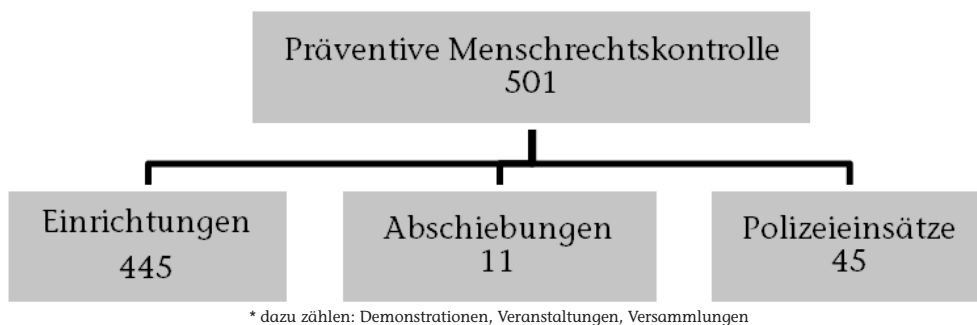 Präventive Menschrechtskontrolle
501
Einrichtungen
445
Abschiebungen
11
Polizeieinsätze
45
* dazu zählen: Demonstrationen, Veranstaltungen, Versammlungen